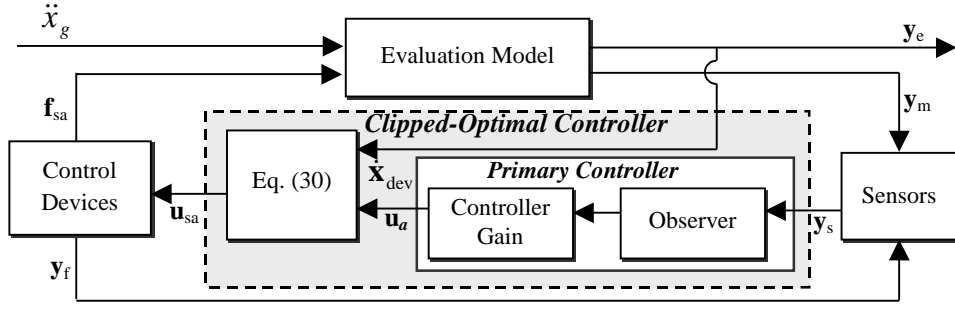 ẍg
Evaluation Model
ye
fsa
ym
Clipped-Optimal Controller
Control
Devices
Eq. (30)
ẋdev
Primary Controller
Controller
Gain
Observer
Sensors
usa
ua
ys
yf